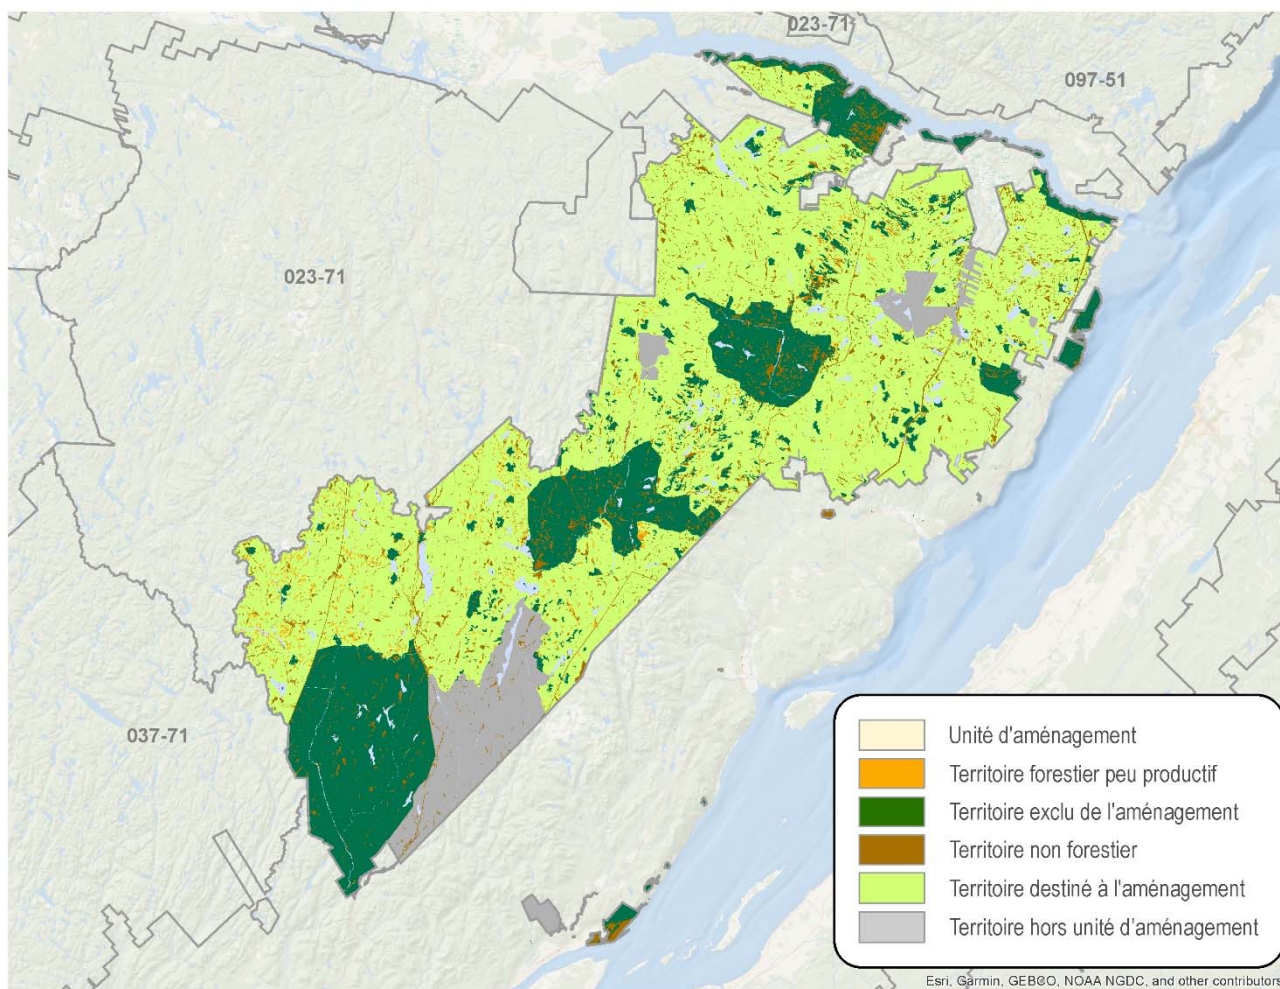 023-71
097-51
023-71
037-71
Unité d'aménagement
Territoire forestier peu productif
Territoire exclu de l'aménagement
Territoire non forestier
Territoire destiné à l'aménagement
Territoire hors unité d'aménagement
Esri, Garmin, GEBCO, NOAA NGDC, and other contributors